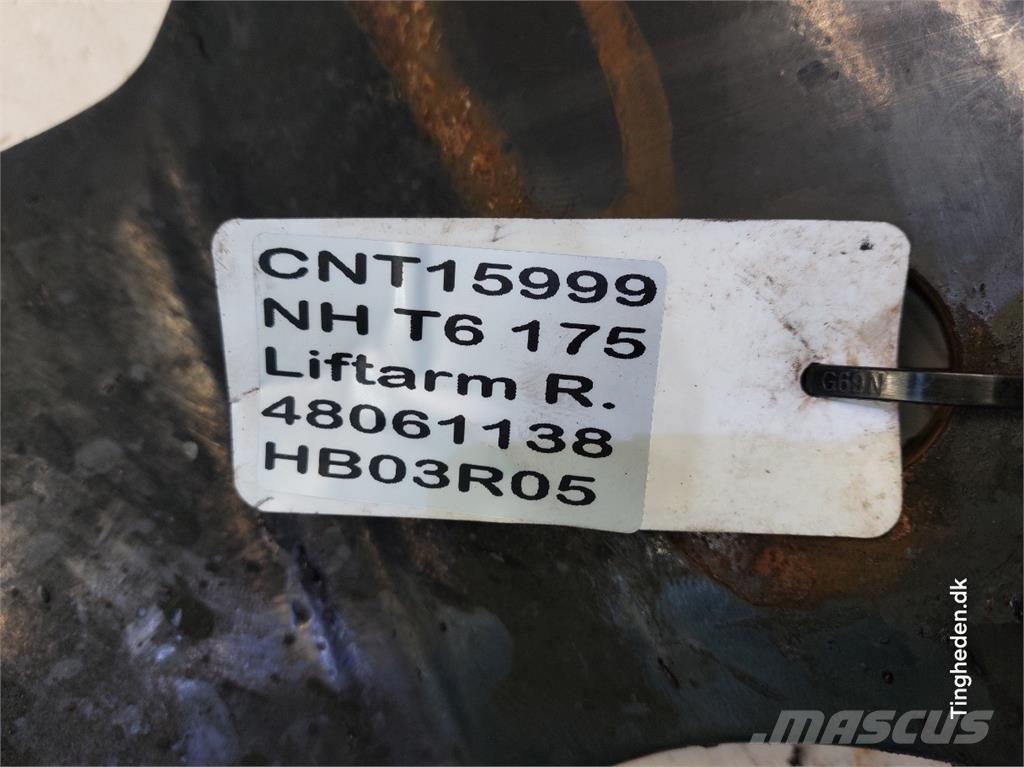 CNT15999
NH T6 175
Liftarm R.
48061138
HB03R05
G69N
Tingheden.dk
MASCUS